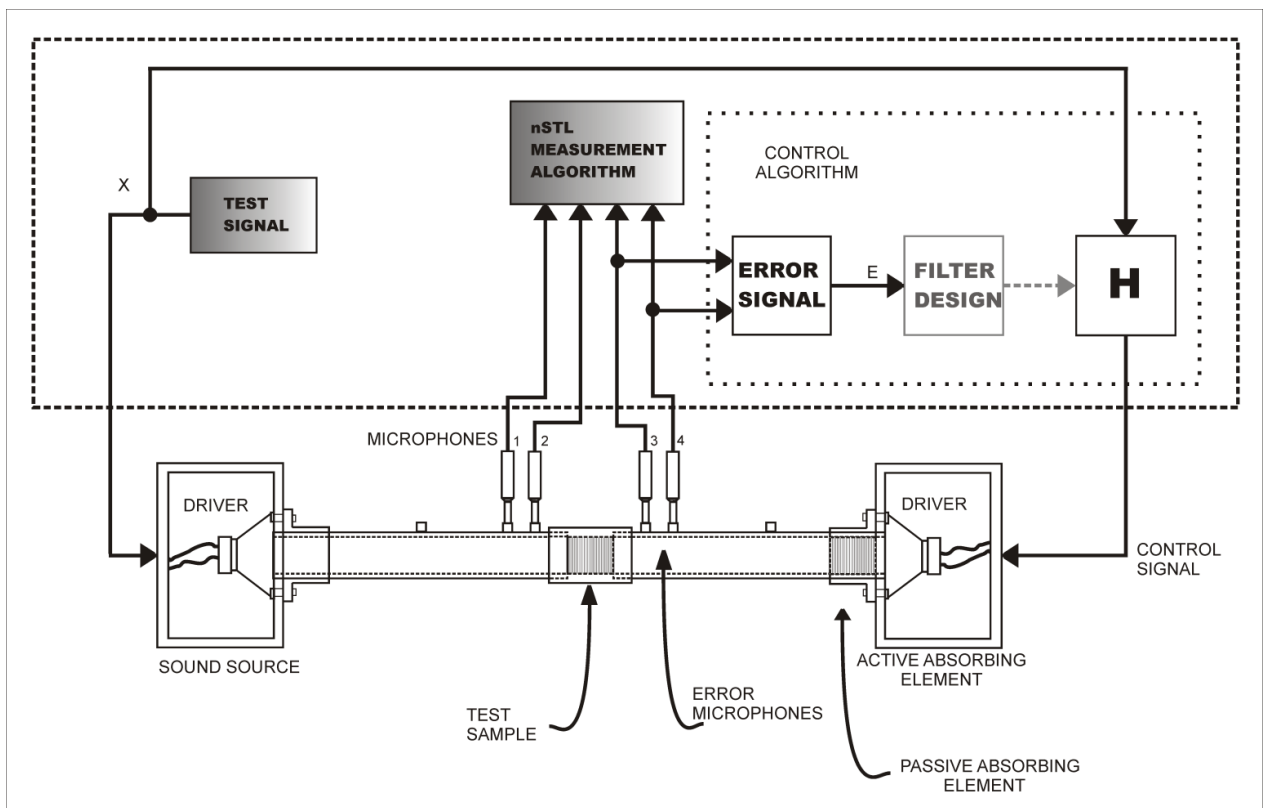 nSTL
MEASUREMENT
ALGORITHM
CONTROL
ALGORITHM
X
TEST
SIGNAL
ERROR
SIGNAL
E
FILTER
DESIGN
H
MICROPHONES
1
2
3
4
DRIVER
DRIVER
CONTROL
SIGNAL
SOUND SOURCE
ACTIVE ABSORBING
ELEMENT
TEST
SAMPLE
ERROR
MICROPHONES
PASSIVE ABSORBING
ELEMENT